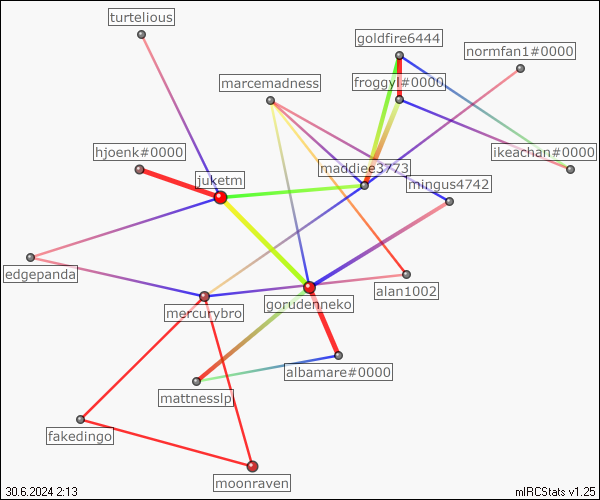 turtelious
goldfire6444
normfan1#0000
marcemadness
froggyl#0000
hjoenk#0000
ikeachan#0000
maddiee3773
juketm
mingus4742
edgepanda
alan1002
gorudenneko
mercurybro
albamare#0000
mattnesslp
fakedingo
moonraven
30.6.2024 2:13
mIRCStats v1.25